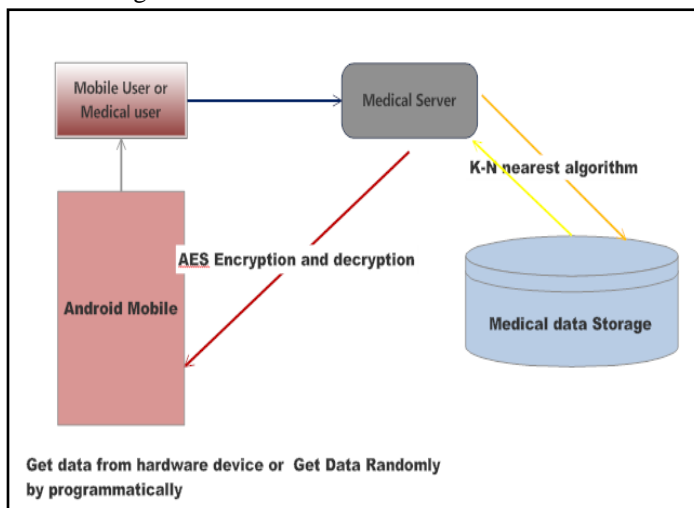 Mobile User or
Medical user
Medical Server
K-N nearest algorithm
AES Encryption and decryption
Android Mobile
Medical data Storage
Get data from hardware device or Get Data Randomly
by programmatically